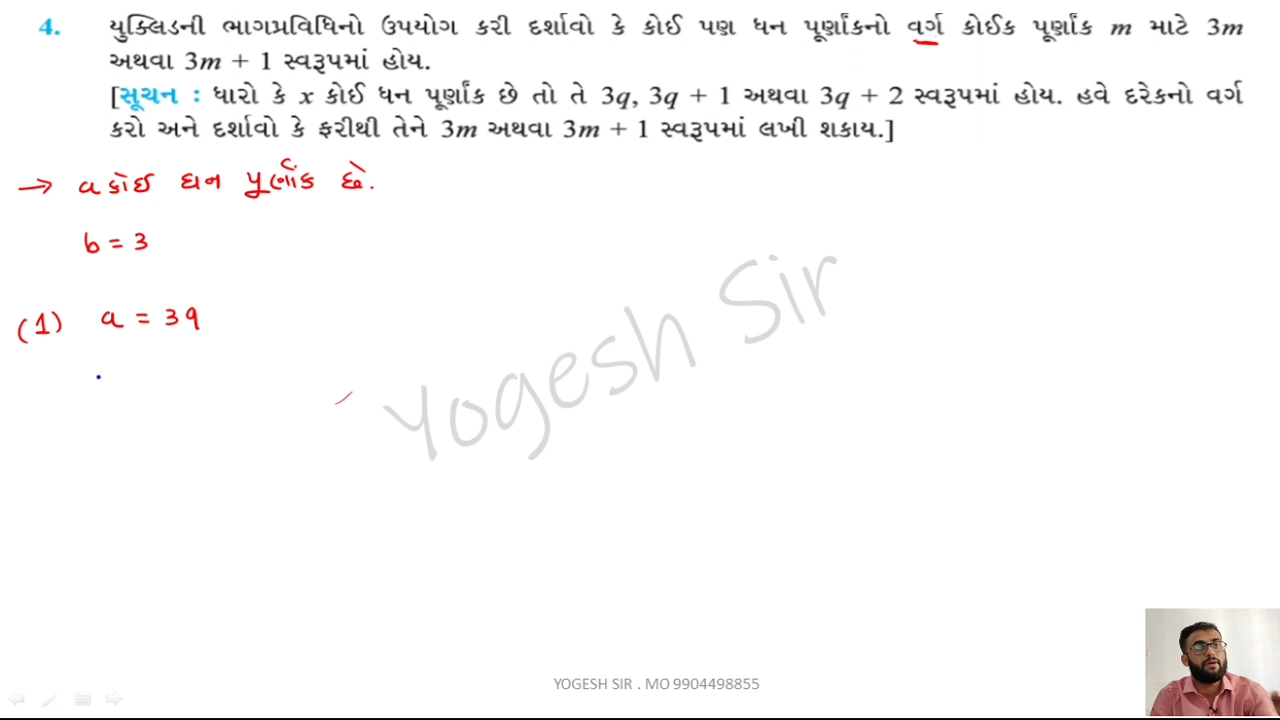 4. યુક્લિડની ભાગપ્રવિધિનો ઉપયોગ કરી દર્શાવો કે કોઈ પણ ધન પૂર્ણાંકનો વર્ગ કોઈક પૂર્ણાંક m માટે 3m
અથવા 3m + 1 સ્વરૂપમાં હોય.
[સૂચન : ધારો કે x કોઈ ધન પૂર્ણાંક છે તો તે 3q, 3q + 1 અથવા 3q + 2 સ્વરૂપમાં હોય. હવે દરેકનો વર્ગ
કરો અને દર્શાવો કે ફરીથી તેને 3m અથવા 3m + 1 સ્વરૂપમાં લખી શકાય.]
→ a કોઈ ધન પૂર્ણાંક છે.
b = 3
(1) a = 3q
Yogesh Sir
YOGESH SIR . MO 9904498855